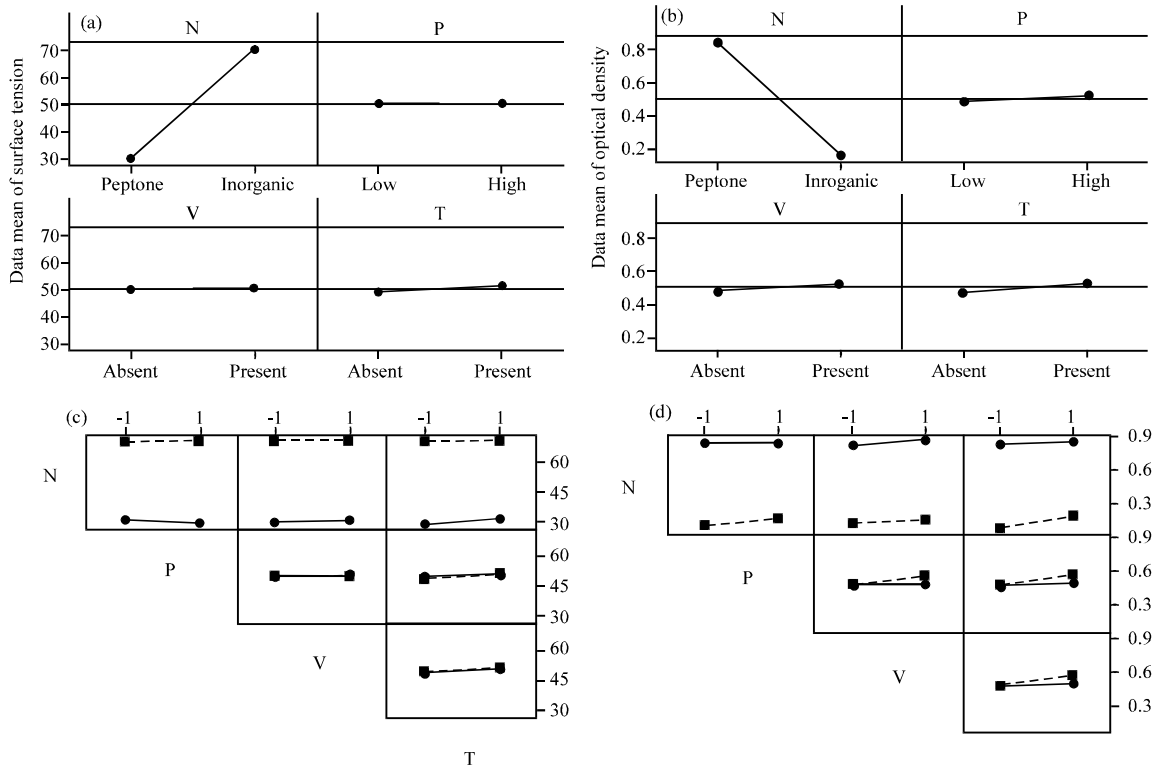 (a)
N P
Data mean of surface tension
70
60
50
40
30
Peptone Inorganic Low High
V T
70
60
50
40
30
Absent Present Absent Present
(b)
N P
Data mean of optical density
0.8
0.6
0.4
0.2
Peptone Inroganic Low High
V T
0.8
0.6
0.4
0.2
Absent Present Absent Present
(c)
-1 1 -1 1 -1 1
N
60
45
30
P
60
45
30
V
60
45
30
T
(d)
-1 1 -1 1 -1 1
N
0.9
0.6
0.3
P
0.9
0.6
0.3
V
0.9
0.6
0.3